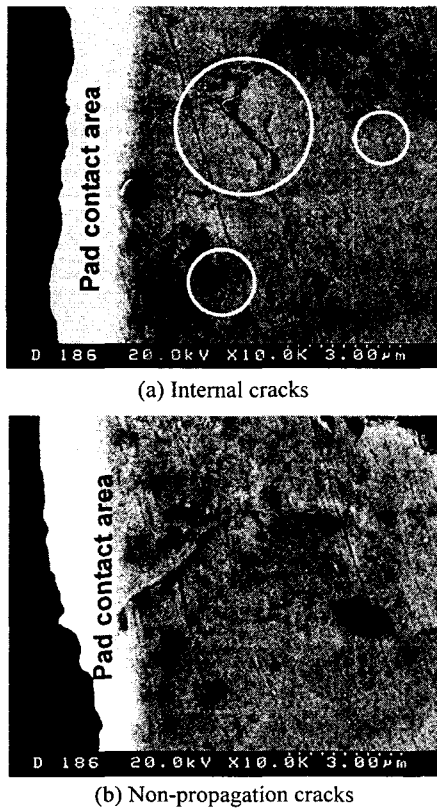 Pad contact area
D 186 20.0kV X10.0K 3.00µm
(a) Internal cracks
Pad contact area
D 186 20.0kV X10.0K 3.00µm
(b) Non-propagation cracks